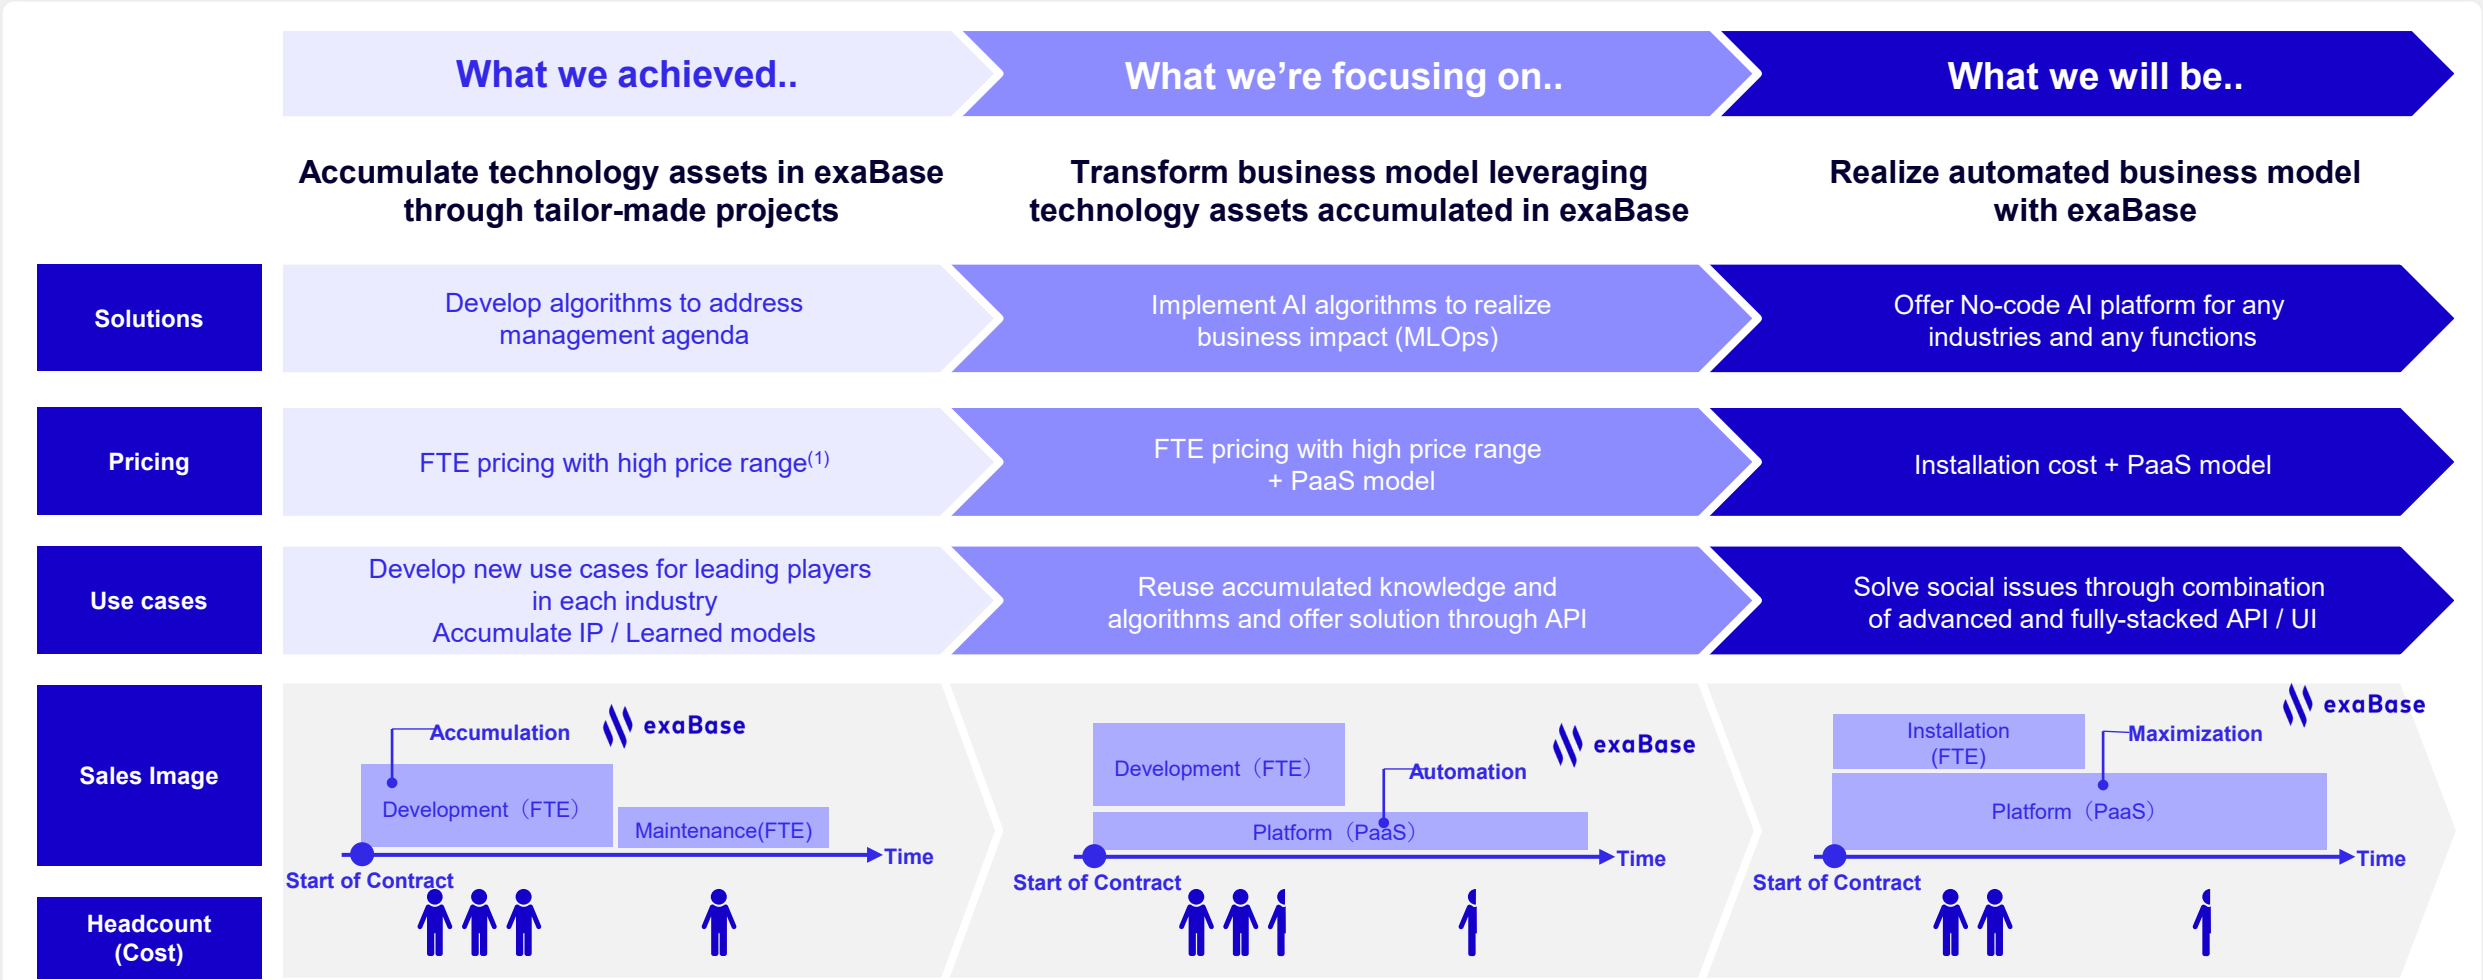 What we achieved..
What we're focusing on..
What we will be..
Accumulate technology assets in exaBase
through tailor-made projects
Transform business model leveraging
technology assets accumulated in exaBase
Realize automated business model
with exaBase
Solutions
Develop algorithms to address
management agenda
Implement AI algorithms to realize
business impact (MLOps)
Offer No-code AI platform for any
industries and any functions
Pricing
FTE pricing with high price range(1)
FTE pricing with high price range
+ PaaS model
Installation cost + PaaS model
Use cases
Develop new use cases for leading players
in each industry
Accumulate IP / Learned models
Reuse accumulated knowledge and
algorithms and offer solution through API
Solve social issues through combination
of advanced and fully-stacked API / UI
Sales Image
Accumulation
exaBase
Development（FTE）
Maintenance(FTE)
Time
Start of Contract
exaBase
Development（FTE）
Automation
Platform（PaaS）
Time
Start of Contract
exaBase
Installation
(FTE)
Maximization
Platform（PaaS）
Time
Start of Contract
Headcount
(Cost)